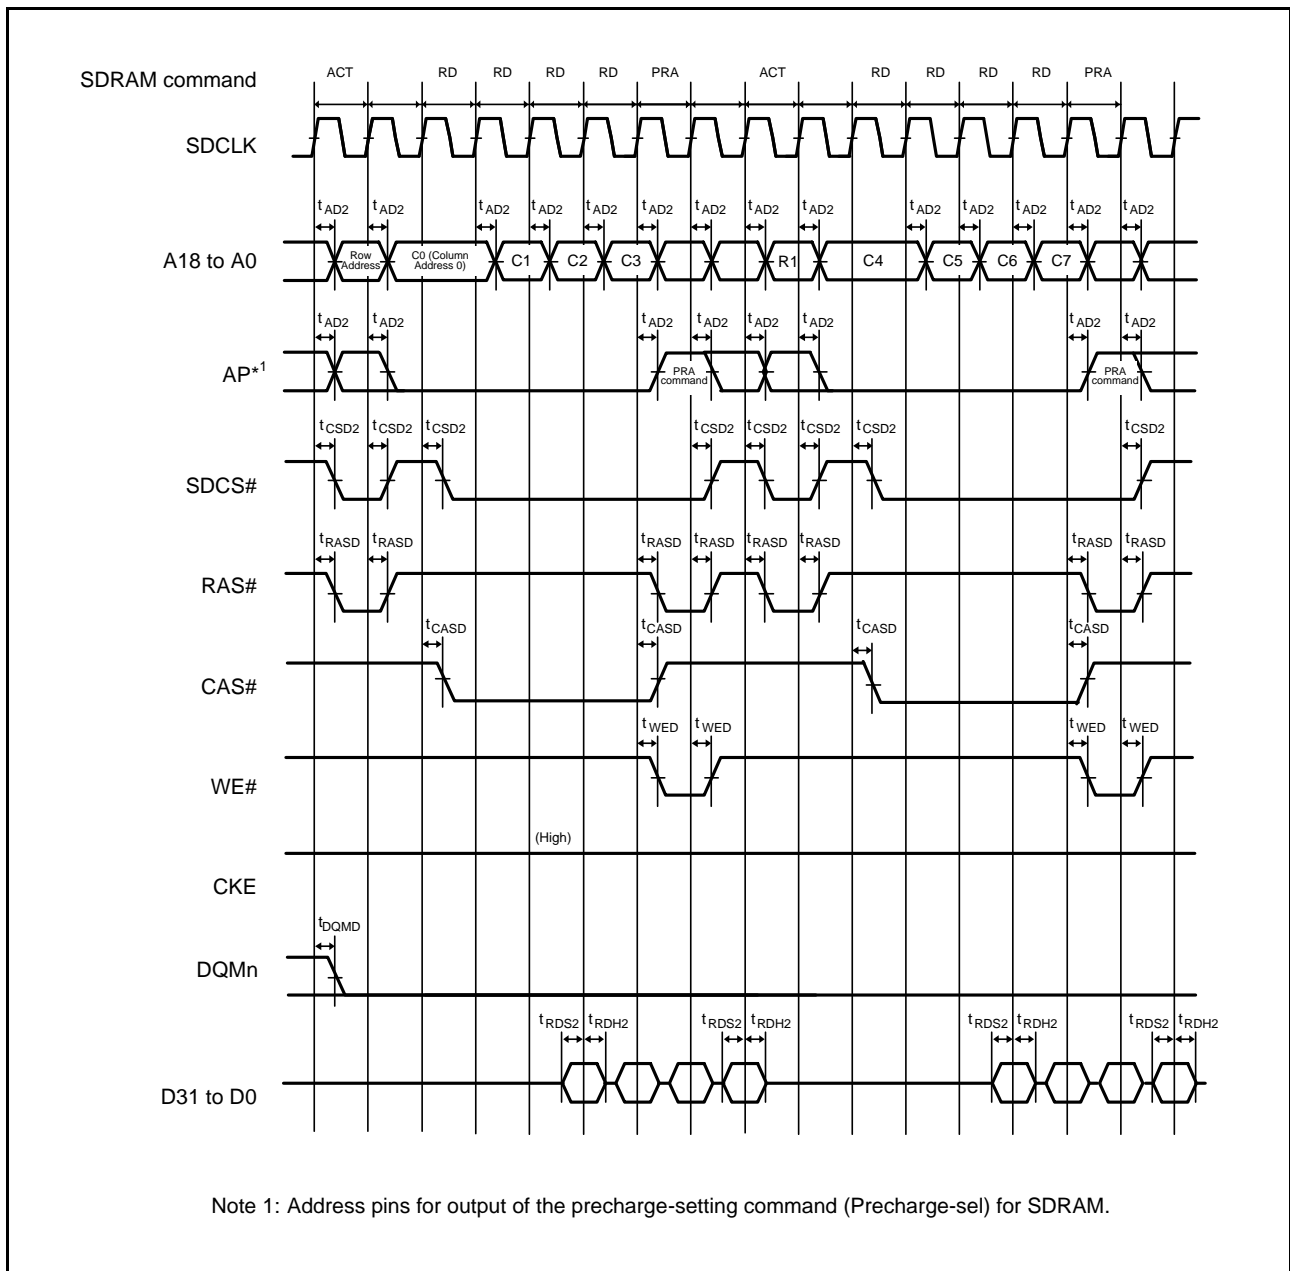 SDRAM command
ACT RD RD RD RD PRA ACT RD RD RD RD PRA
SDCLK
tAD2 tAD2 tAD2 tAD2 tAD2 tAD2 tAD2 tAD2 tAD2 tAD2 tAD2 tAD2 tAD2 tAD2
A18 to A0
Row
Address
C0 (Column
Address 0)
C1 C2 C3 R1 C4 C5 C6 C7
tAD2 tAD2 tAD2 tAD2 tAD2 tAD2 tAD2 tAD2
AP*1
PRA
command
PRA
command
tCSD2 tCSD2 tCSD2 tCSD2 tCSD2 tCSD2 tCSD2 tCSD2
SDCS#
tRASD tRASD tRASD tRASD tRASD tRASD tRASD tRASD
RAS#
tCASD tCASD tCASD tCASD
CAS#
tWED tWED tWED tWED
WE#
(High)
CKE
tDQMD
DQMn
tRDS2 tRDH2 tRDS2 tRDH2 tRDS2 tRDH2 tRDS2 tRDH2
D31 to D0
Note 1: Address pins for output of the precharge-setting command (Precharge-sel) for SDRAM.